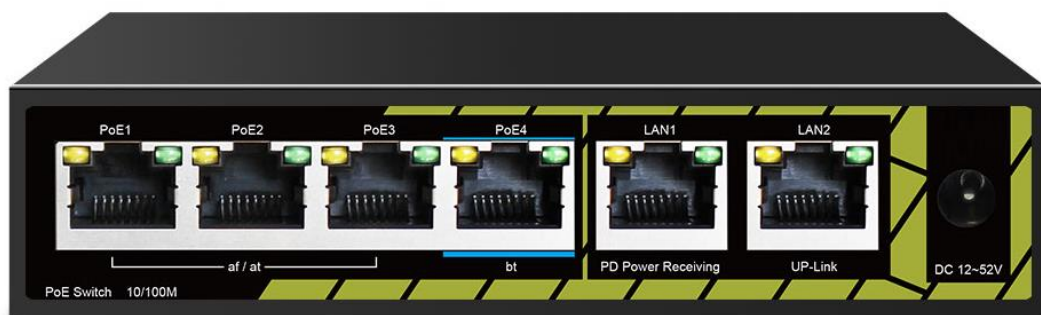 PoE1 PoE2 PoE3 PoE4 LAN1 LAN2
af / at bt PD Power Receiving UP-Link DC 12~52V
PoE Switch 10/100M